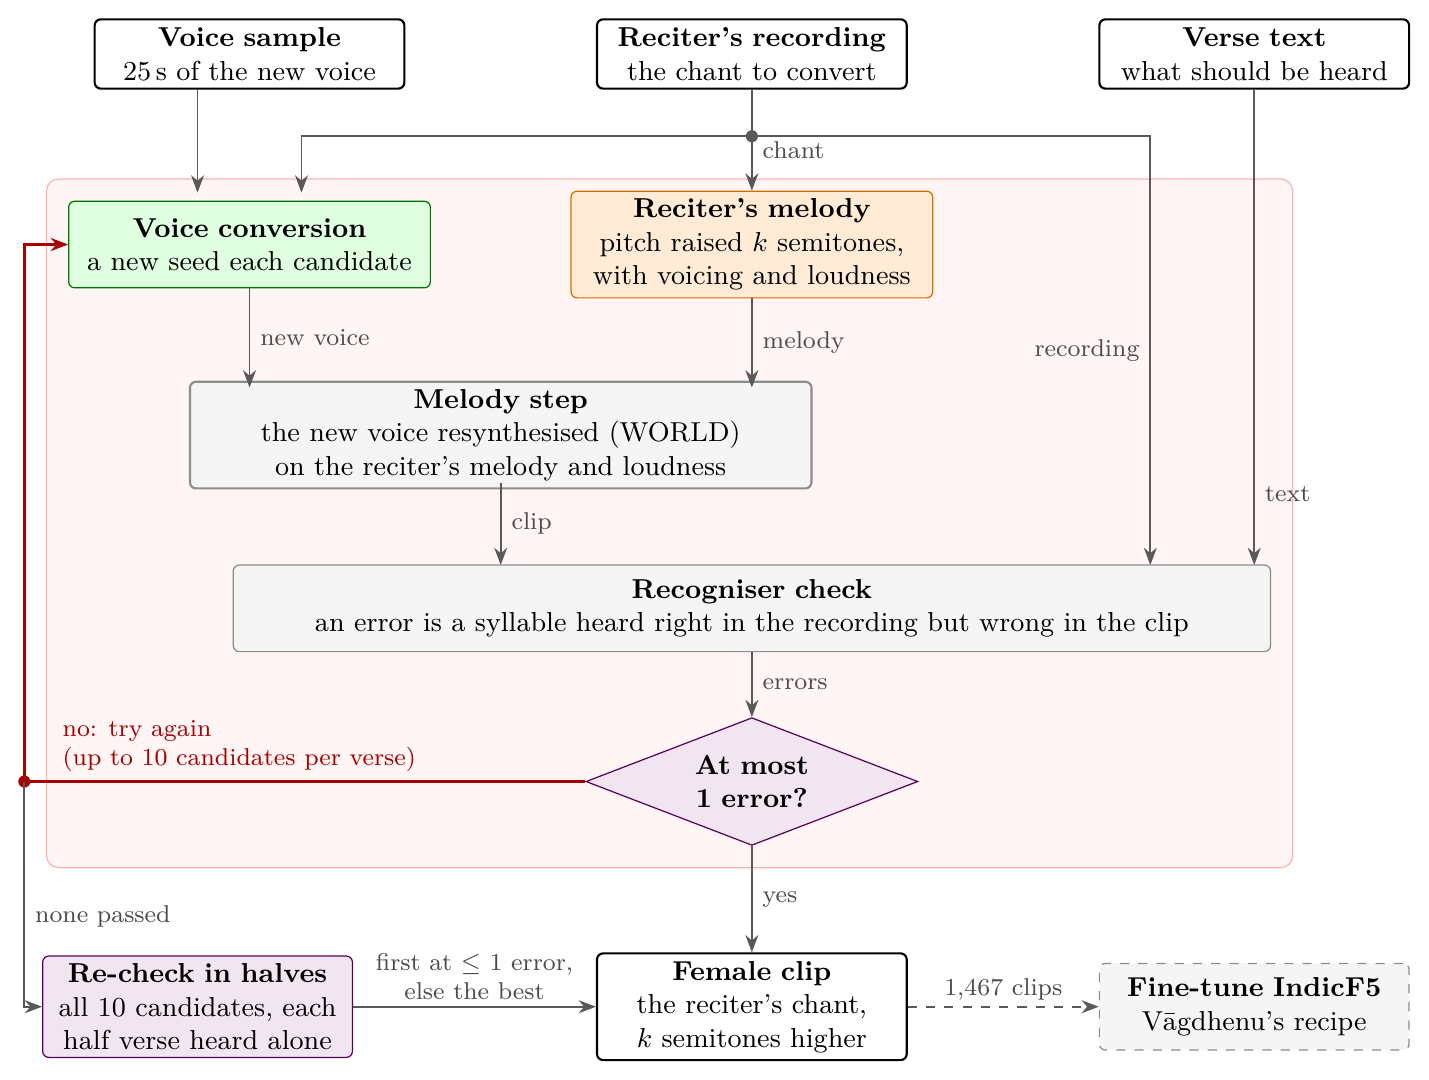 Voice sample
25 s of the new voice
Reciter's recording
the chant to convert
Verse text
what should be heard
chant
Voice conversion
a new seed each candidate
Reciter's melody
pitch raised k semitones,
with voicing and loudness
new voice
melody
recording
Melody step
the new voice resynthesised (WORLD)
on the reciter's melody and loudness
text
clip
Recogniser check
an error is a syllable heard right in the recording but wrong in the clip
errors
no: try again
(up to 10 candidates per verse)
At most
1 error?
yes
none passed
Re-check in halves
all 10 candidates, each
half verse heard alone
first at ≤ 1 error,
else the best
Female clip
the reciter's chant,
k semitones higher
1,467 clips
Fine-tune IndicF5
Vāgdhenu's recipe